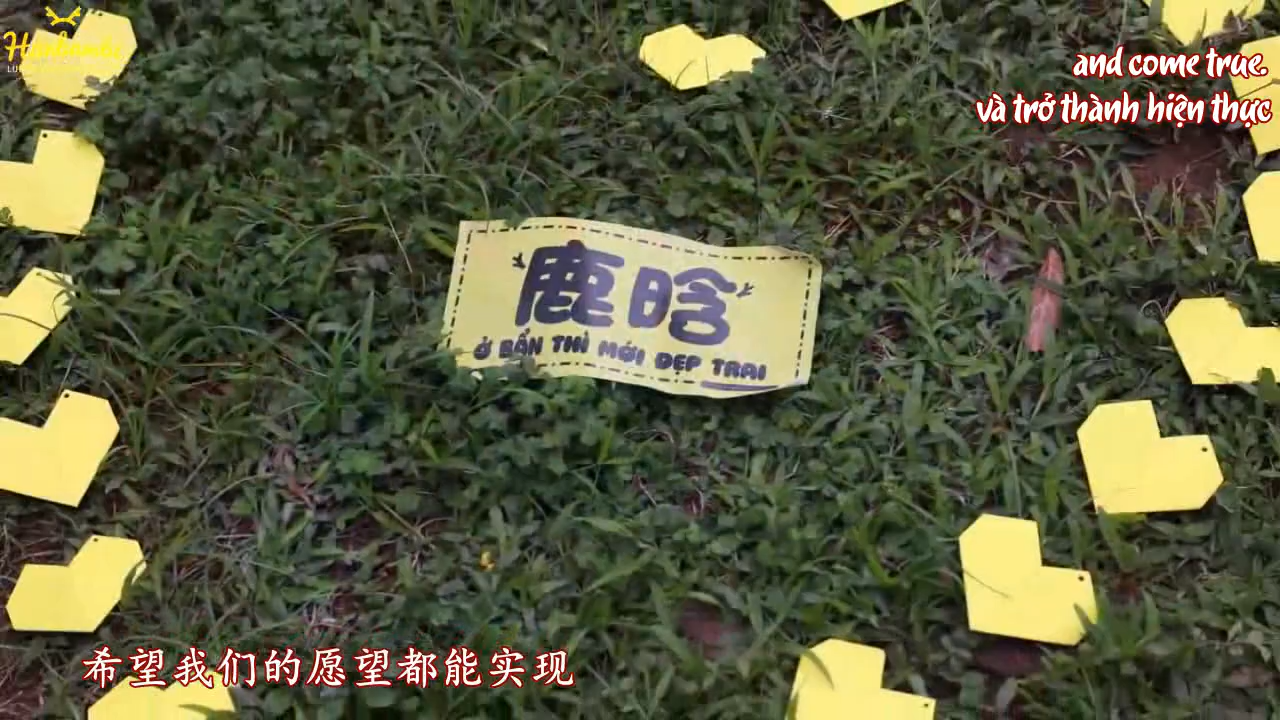 and come true.
và trở thành hiện thực
鹿晗
Ở BẨN THÌ MỚI ĐẸP TRAI
希望我们的愿望都能实现